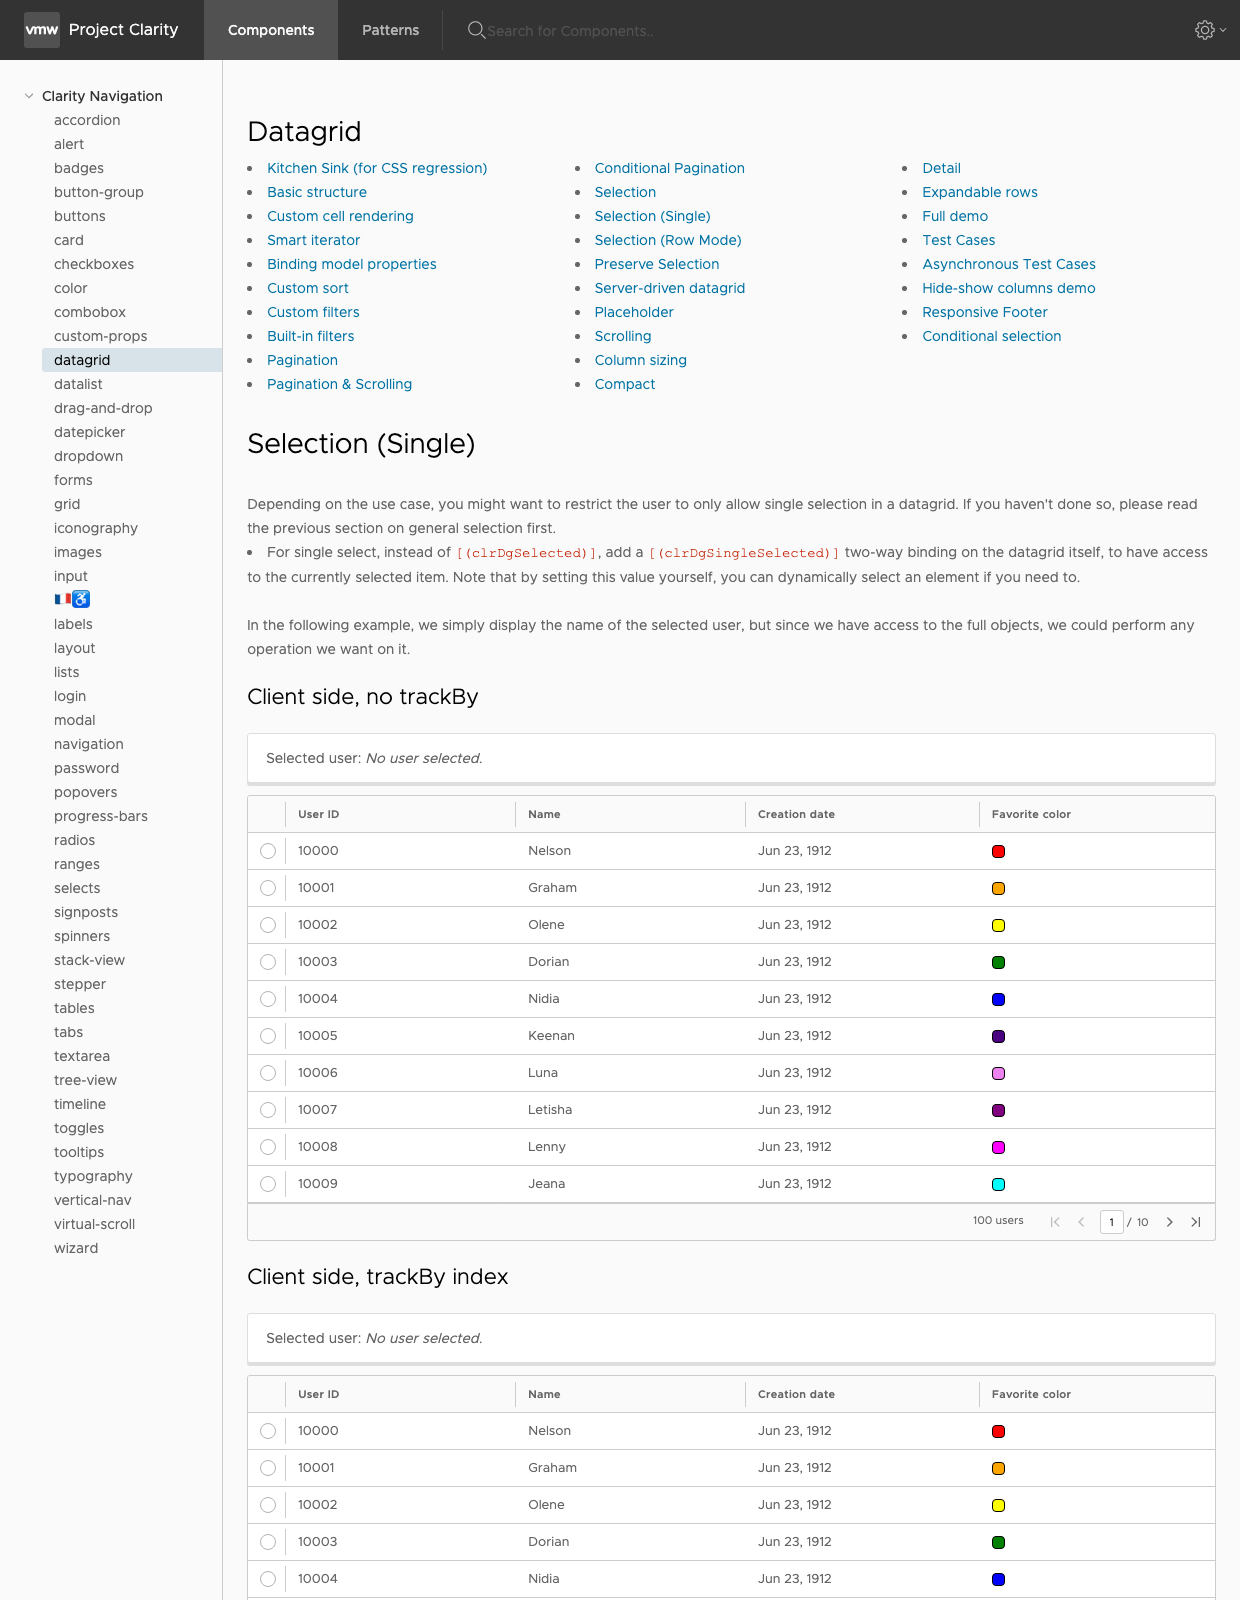 vmw Project Clarity Components Patterns Search for Components..
Clarity Navigation
accordion
alert
badges
button-group
buttons
card
checkboxes
color
combobox
custom-props
datagrid
datalist
drag-and-drop
datepicker
dropdown
forms
grid
iconography
images
input
🇫🇷♿
labels
layout
lists
login
modal
navigation
password
popovers
progress-bars
radios
ranges
selects
signposts
spinners
stack-view
stepper
tables
tabs
textarea
tree-view
timeline
toggles
tooltips
typography
vertical-nav
virtual-scroll
wizard
Datagrid
Kitchen Sink (for CSS regression)
Basic structure
Custom cell rendering
Smart iterator
Binding model properties
Custom sort
Custom filters
Built-in filters
Pagination
Pagination & Scrolling
Conditional Pagination
Selection
Selection (Single)
Selection (Row Mode)
Preserve Selection
Server-driven datagrid
Placeholder
Scrolling
Column sizing
Compact
Detail
Expandable rows
Full demo
Test Cases
Asynchronous Test Cases
Hide-show columns demo
Responsive Footer
Conditional selection
Selection (Single)
Depending on the use case, you might want to restrict the user to only allow single selection in a datagrid. If you haven't done so, please read
the previous section on general selection first.
• For single select, instead of [(clrDgSelected)], add a [(clrDgSingleSelected)] two-way binding on the datagrid itself, to have access
to the currently selected item. Note that by setting this value yourself, you can dynamically select an element if you need to.
In the following example, we simply display the name of the selected user, but since we have access to the full objects, we could perform any
operation we want on it.
Client side, no trackBy
Selected user: No user selected.
User ID Name Creation date Favorite color
10000 Nelson Jun 23, 1912
10001 Graham Jun 23, 1912
10002 Olene Jun 23, 1912
10003 Dorian Jun 23, 1912
10004 Nidia Jun 23, 1912
10005 Keenan Jun 23, 1912
10006 Luna Jun 23, 1912
10007 Letisha Jun 23, 1912
10008 Lenny Jun 23, 1912
10009 Jeana Jun 23, 1912
100 users 1 / 10
Client side, trackBy index
Selected user: No user selected.
User ID Name Creation date Favorite color
10000 Nelson Jun 23, 1912
10001 Graham Jun 23, 1912
10002 Olene Jun 23, 1912
10003 Dorian Jun 23, 1912
10004 Nidia Jun 23, 1912